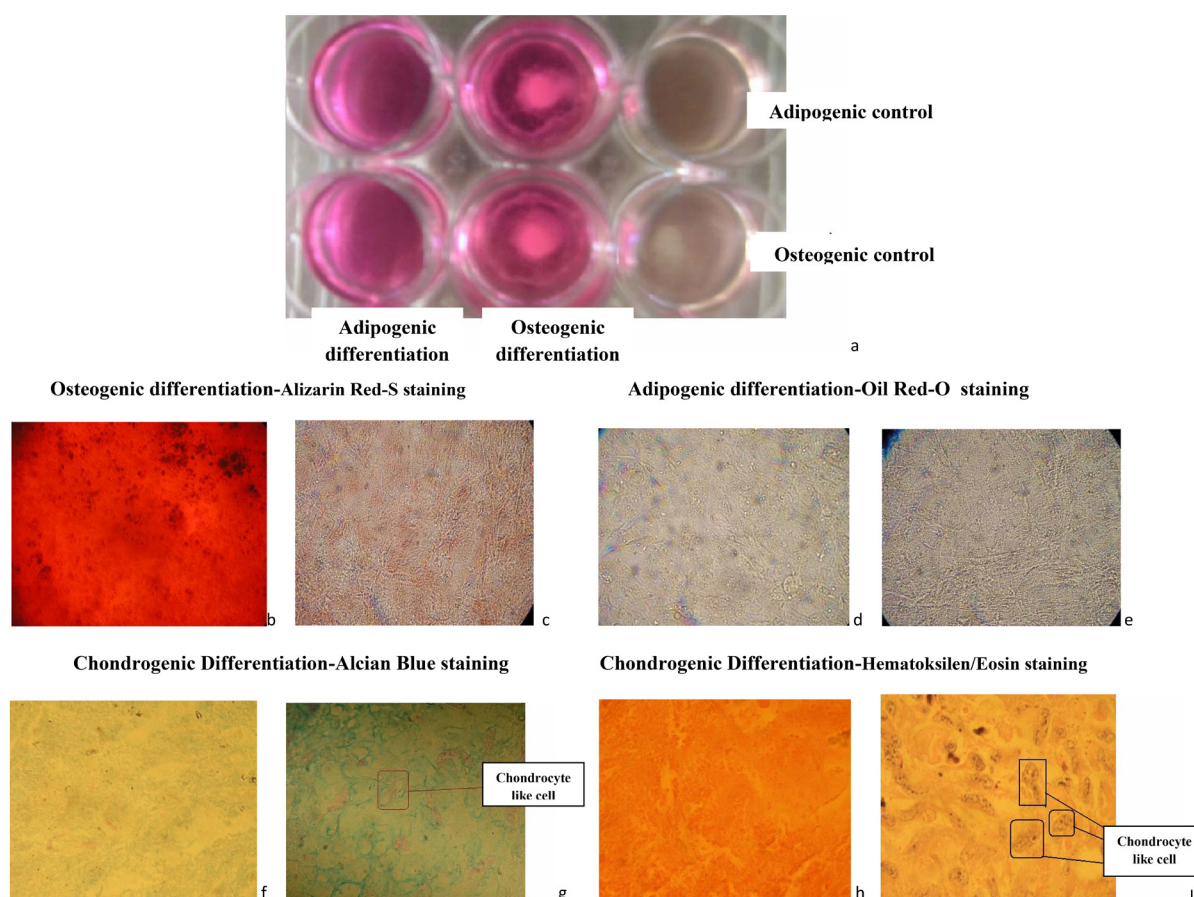 Adipogenic control
Osteogenic control
Adipogenic
differentiation
Osteogenic
differentiation
a
Osteogenic differentiation-Alizarin Red-S staining
Adipogenic differentiation-Oil Red-O staining
b
c
d
e
Chondrogenic Differentiation-Alcian Blue staining
Chondrogenic Differentiation-Hematoksilen/Eosin staining
Chondrocyte
like cell
Chondrocyte
like cell
f
g
h